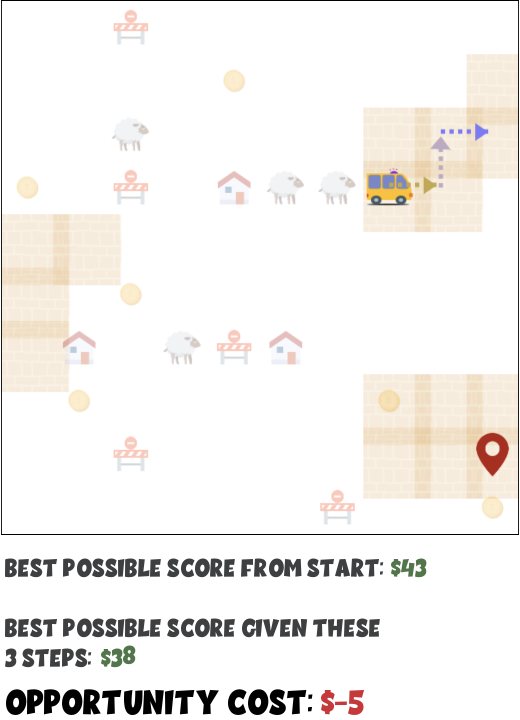 BEST POSSIBLE SCORE FROM START: $43
BEST POSSIBLE SCORE GIVEN THESE
3 STEPS: $38
OPPORTUNITY COST: $-5